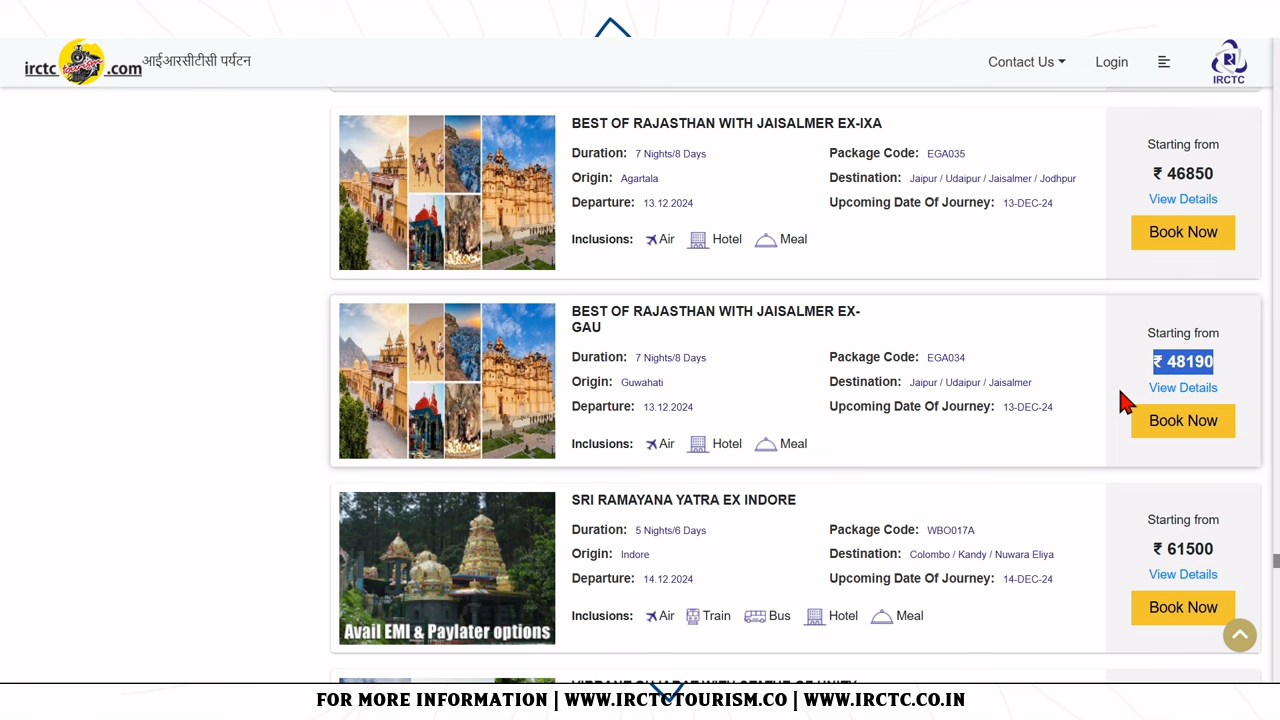 irctc .com
आईआरसीटीसी पर्यटन
Contact Us
Login
IRCTC
BEST OF RAJASTHAN WITH JAISALMER EX-IXA
Duration: 7 Nights/8 Days
Package Code: EGA035
Origin: Agartala
Destination: Jaipur / Udaipur / Jaisalmer / Jodhpur
Departure: 13.12.2024
Upcoming Date Of Journey: 13-DEC-24
Inclusions: Air Hotel Meal
Starting from
₹ 46850
View Details
Book Now
BEST OF RAJASTHAN WITH JAISALMER EX-
GAU
Duration: 7 Nights/8 Days
Package Code: EGA034
Origin: Guwahati
Destination: Jaipur / Udaipur / Jaisalmer
Departure: 13.12.2024
Upcoming Date Of Journey: 13-DEC-24
Inclusions: Air Hotel Meal
Starting from
₹ 48190
View Details
Book Now
Avail EMI & Paylater options
SRI RAMAYANA YATRA EX INDORE
Duration: 5 Nights/6 Days
Package Code: WBO017A
Origin: Indore
Destination: Colombo / Kandy / Nuwara Eliya
Departure: 14.12.2024
Upcoming Date Of Journey: 14-DEC-24
Inclusions: Air Train Bus Hotel Meal
Starting from
₹ 61500
View Details
Book Now
FOR MORE INFORMATION | WWW.IRCTCTOURISM.CO | WWW.IRCTC.CO.IN